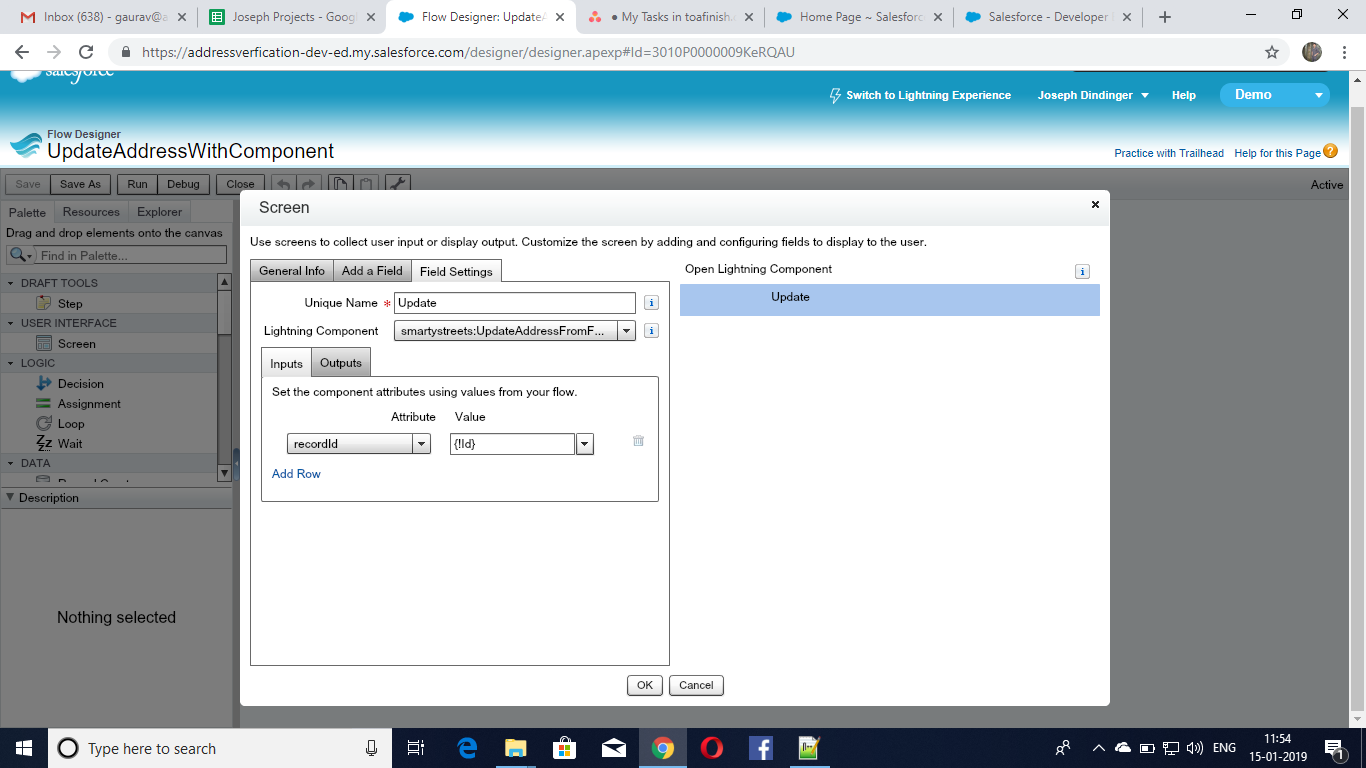 Inbox (638) - gaurav@a
Joseph Projects - Goog
Flow Designer: UpdateA
● My Tasks in toafinish.
Home Page ~ Salesforc
Salesforce - Developer
https://addressverfication-dev-ed.my.salesforce.com/designer/designer.apexp#Id=3010P0000009KeRQAU
salesforce
Switch to Lightning Experience
Joseph Dindinger
Help
Demo
Flow Designer
UpdateAddressWithComponent
Practice with Trailhead
Help for this Page
Save
Save As
Run
Debug
Close
Active
Palette
Resources
Explorer
Drag and drop elements onto the canvas
Find in Palette...
DRAFT TOOLS
Step
USER INTERFACE
Screen
LOGIC
Decision
Assignment
Loop
Wait
DATA
Description
Nothing selected
Screen
Use screens to collect user input or display output. Customize the screen by adding and configuring fields to display to the user.
General Info
Add a Field
Field Settings
Unique Name * Update
Lightning Component smartystreets:UpdateAddressFromF...
Inputs
Outputs
Set the component attributes using values from your flow.
Attribute
Value
recordId
{!Id}
Add Row
Open Lightning Component
Update
OK
Cancel
Type here to search
ENG
11:54
15-01-2019
1